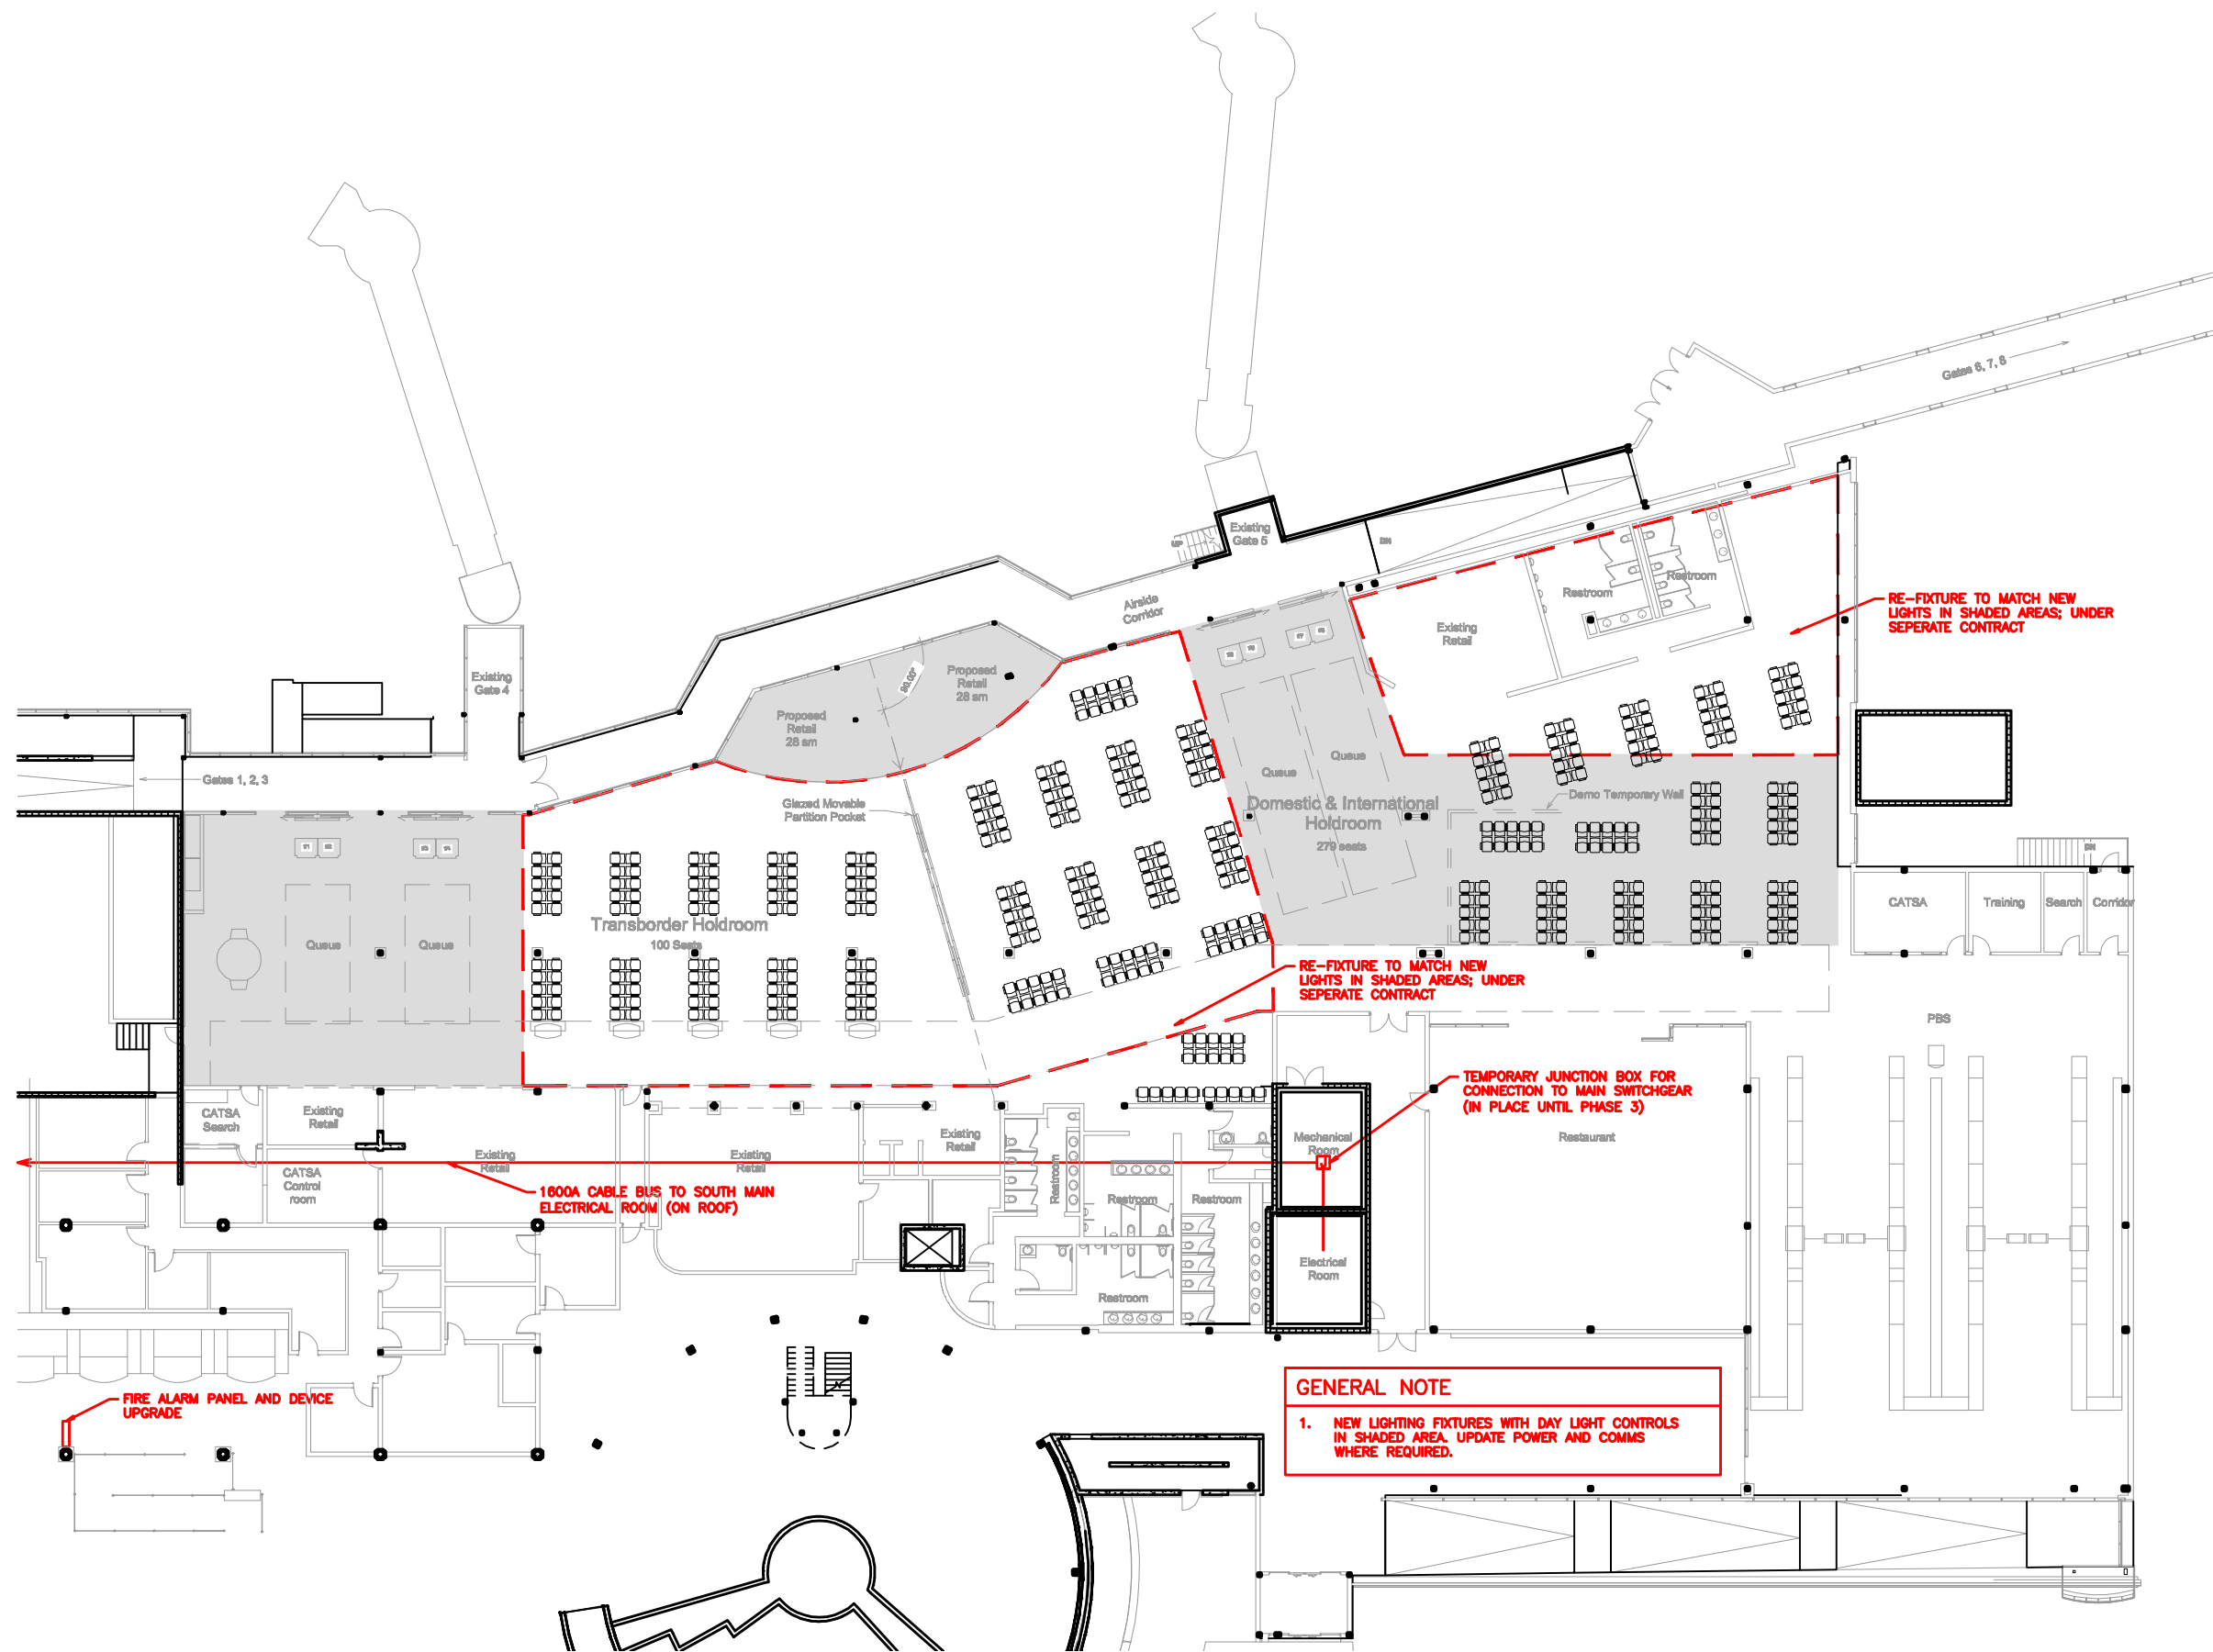 Gates 6, 7, 8
Existing
Gate 5
UP
DN
Airside
Corridor
Restroom
Restroom
Existing
Retail
RE-FIXTURE TO MATCH NEW
LIGHTS IN SHADED AREAS; UNDER
SEPERATE CONTRACT
Existing
Gate 4
Proposed
Retail
28 sm
90.00°
Proposed
Retail
28 sm
Gates 1, 2, 3
Glazed Movable
Partition Pocket
Queue
Queue
Domestic & International
Holdroom
279 seats
Demo Temporary Wall
DN
Queue
Queue
Transborder Holdroom
100 Seats
CATSA
Training
Search
Corridor
RE-FIXTURE TO MATCH NEW
LIGHTS IN SHADED AREAS; UNDER
SEPERATE CONTRACT
PBS
TEMPORARY JUNCTION BOX FOR
CONNECTION TO MAIN SWITCHGEAR
(IN PLACE UNTIL PHASE 3)
CATSA
Search
Existing
Retail
CATSA
Control
room
Existing
Retail
Existing
Retail
Existing
Retail
Mechanical
Room
Restaurant
Restroom
Restroom
Restroom
1600A CABLE BUS TO SOUTH MAIN
ELECTRICAL ROOM (ON ROOF)
Electrical
Room
Restroom
FIRE ALARM PANEL AND DEVICE
UPGRADE
GENERAL NOTE
1. NEW LIGHTING FIXTURES WITH DAY LIGHT CONTROLS
IN SHADED AREA. UPDATE POWER AND COMMS
WHERE REQUIRED.